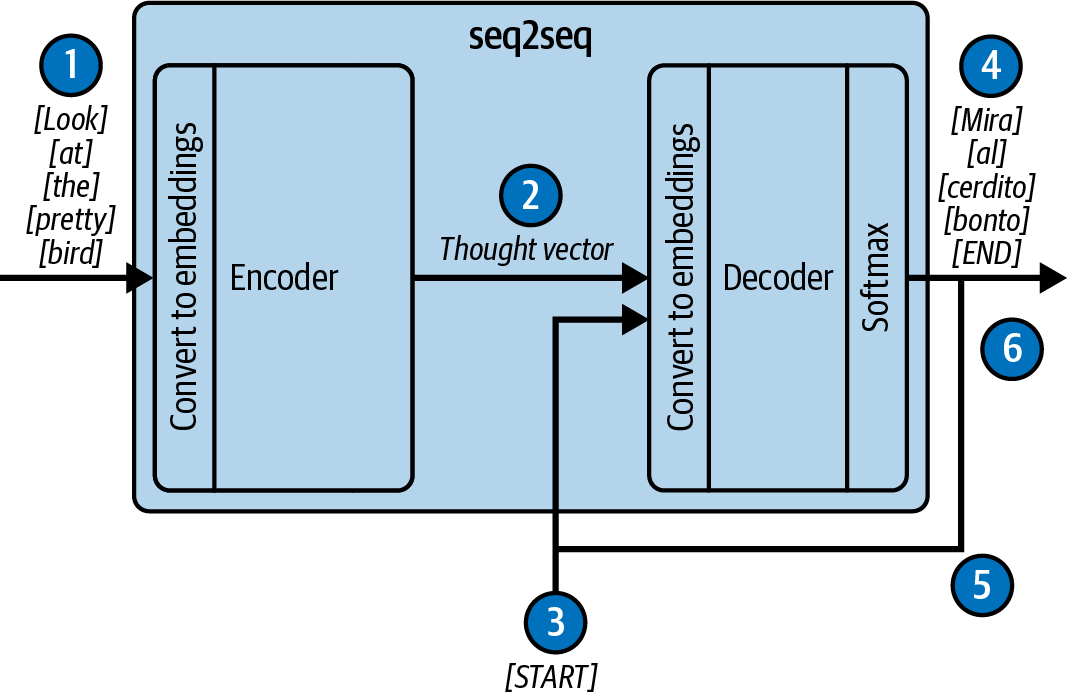 seq2seq
1
[Look]
[at]
[the]
[pretty]
[bird]
Convert to embeddings
Encoder
2
Thought vector
Convert to embeddings
Decoder
Softmax
4
[Mira]
[al]
[cerdito]
[bonto]
[END]
6
5
3
[START]